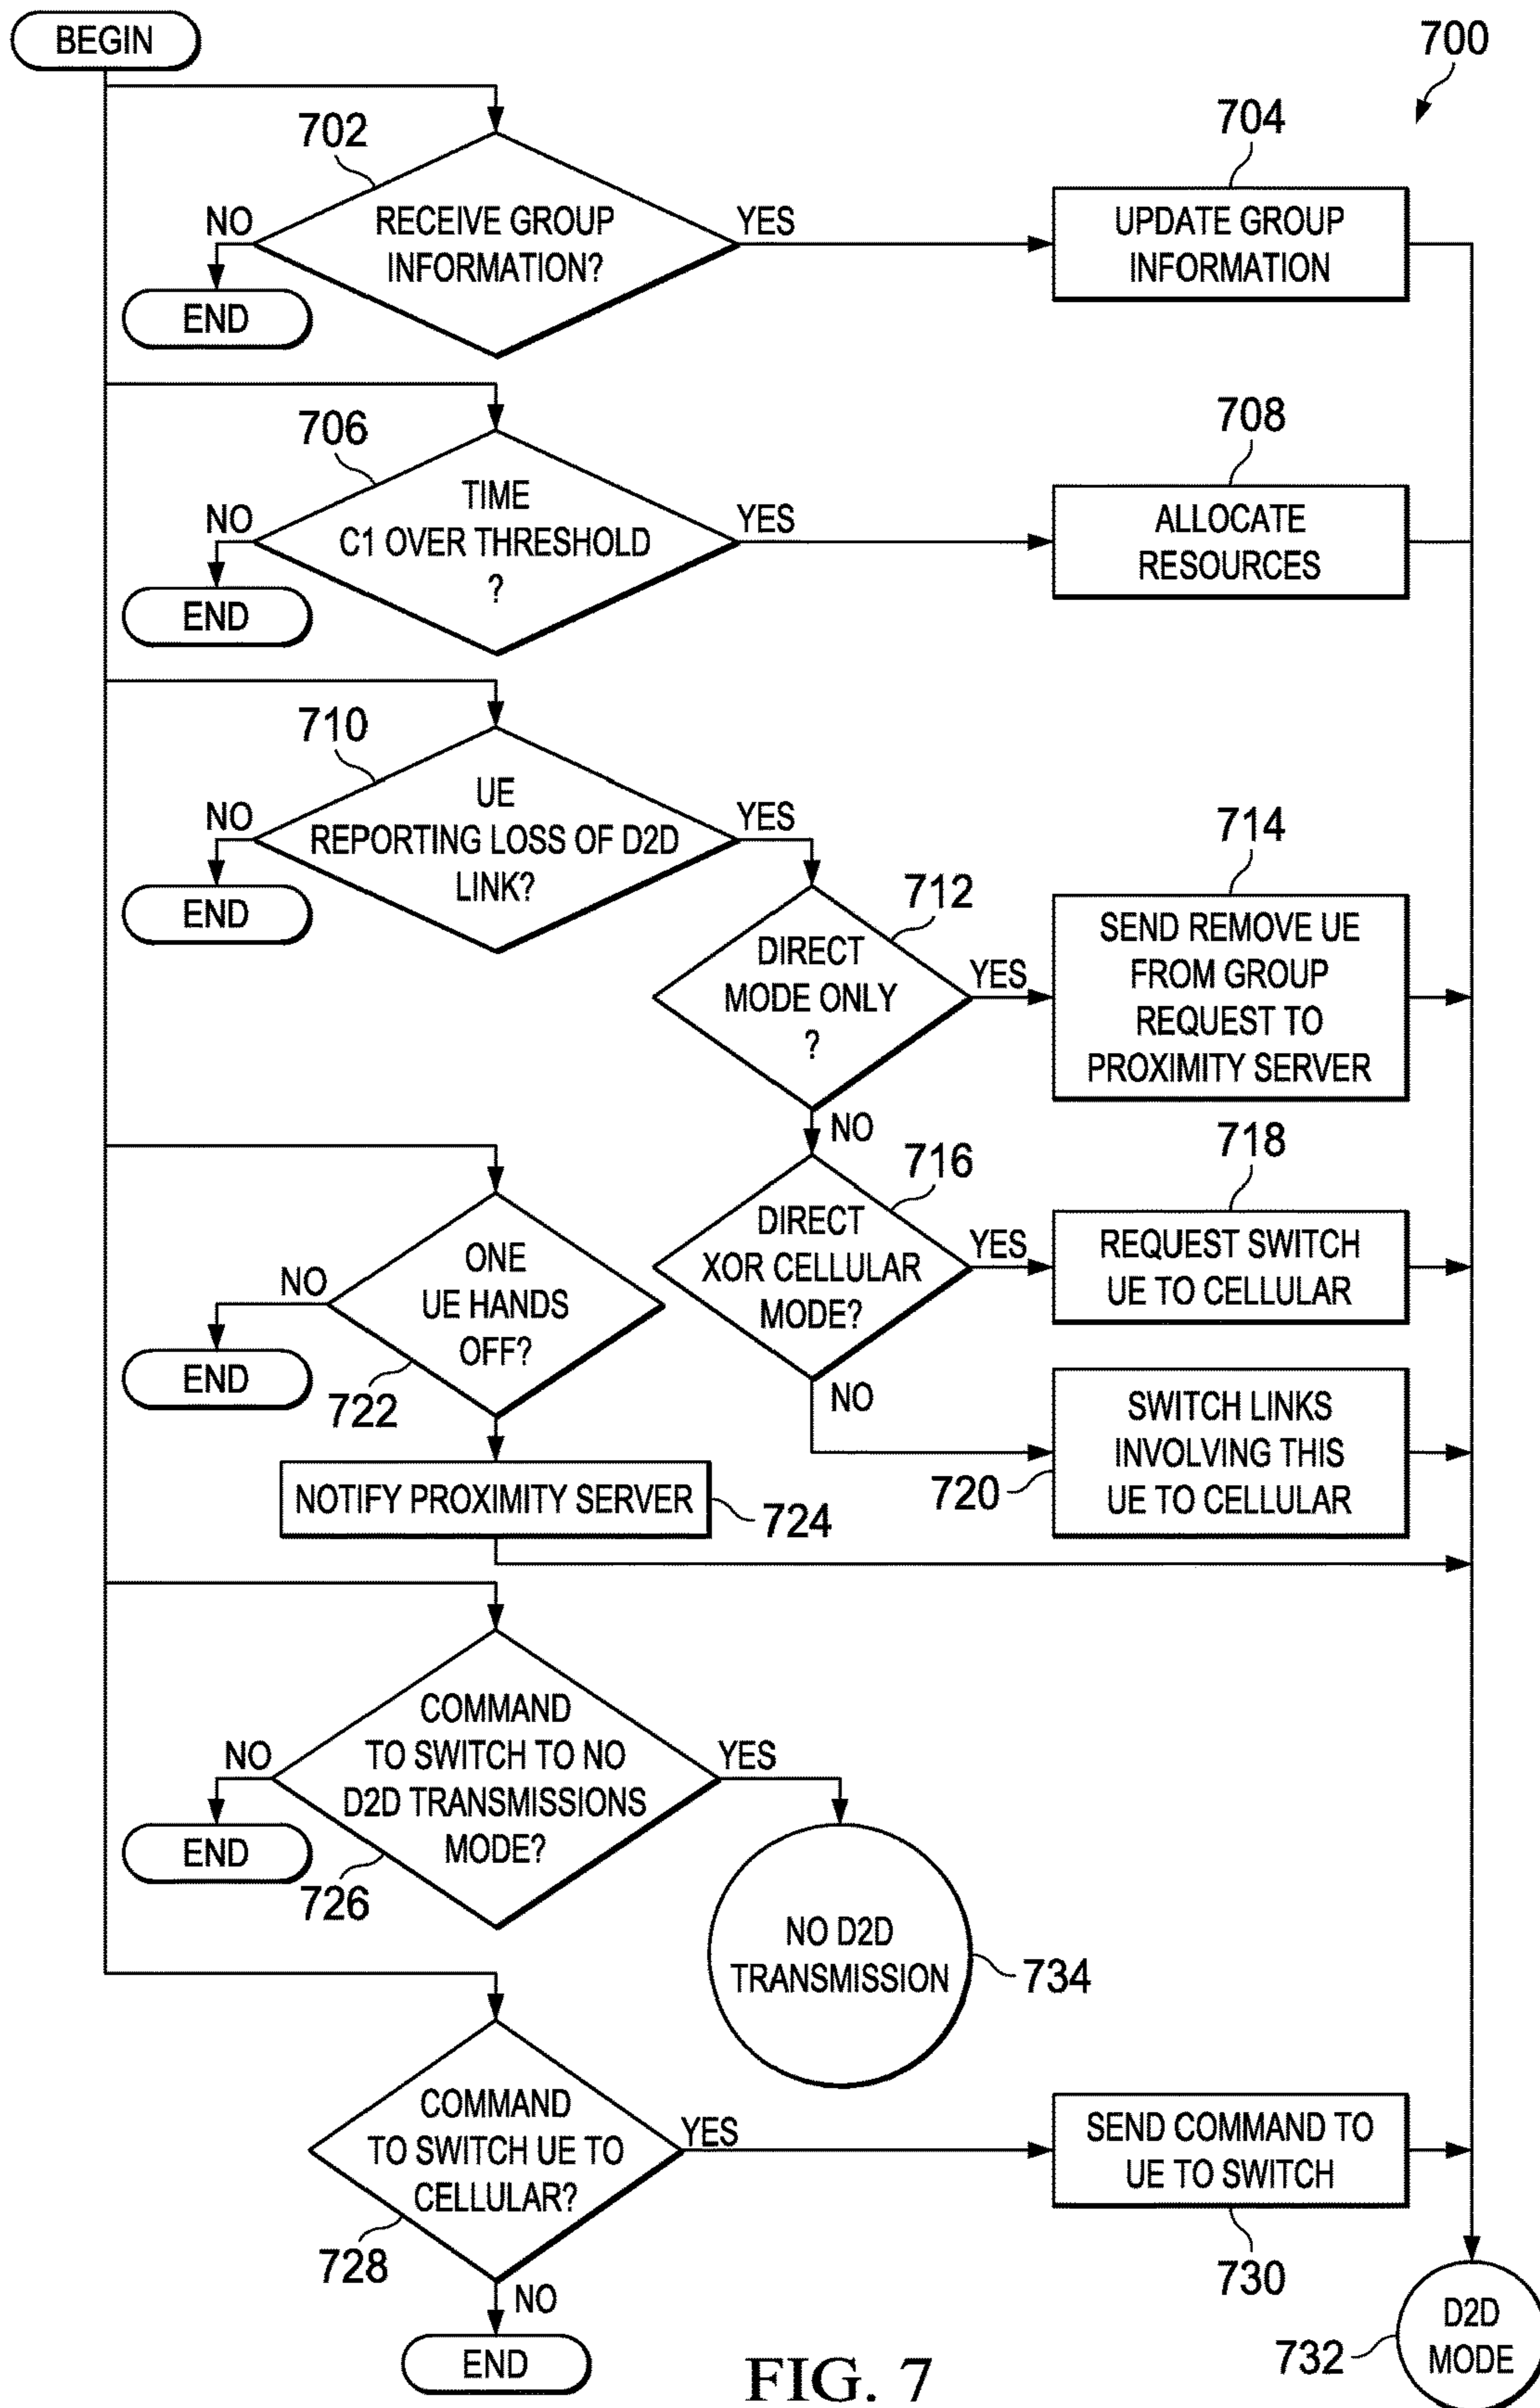 BEGIN
700
702
704
NO
RECEIVE GROUP
INFORMATION?
YES
UPDATE GROUP
INFORMATION
END
706
708
NO
TIME
C1 OVER THRESHOLD
?
YES
ALLOCATE
RESOURCES
END
710
NO
UE
REPORTING LOSS OF D2D
LINK?
YES
END
712
714
DIRECT
MODE ONLY
?
YES
SEND REMOVE UE
FROM GROUP
REQUEST TO
PROXIMITY SERVER
NO
716
718
DIRECT
XOR CELLULAR
MODE?
YES
REQUEST SWITCH
UE TO CELLULAR
NO
ONE
UE HANDS
OFF?
NO
END
722
720
SWITCH LINKS
INVOLVING THIS
UE TO CELLULAR
NOTIFY PROXIMITY SERVER
724
NO
COMMAND
TO SWITCH TO NO
D2D TRANSMISSIONS
MODE?
YES
END
726
NO D2D
TRANSMISSION
734
COMMAND
TO SWITCH UE TO
CELLULAR?
YES
SEND COMMAND TO
UE TO SWITCH
728
730
NO
END
732
D2D
MODE
FIG. 7